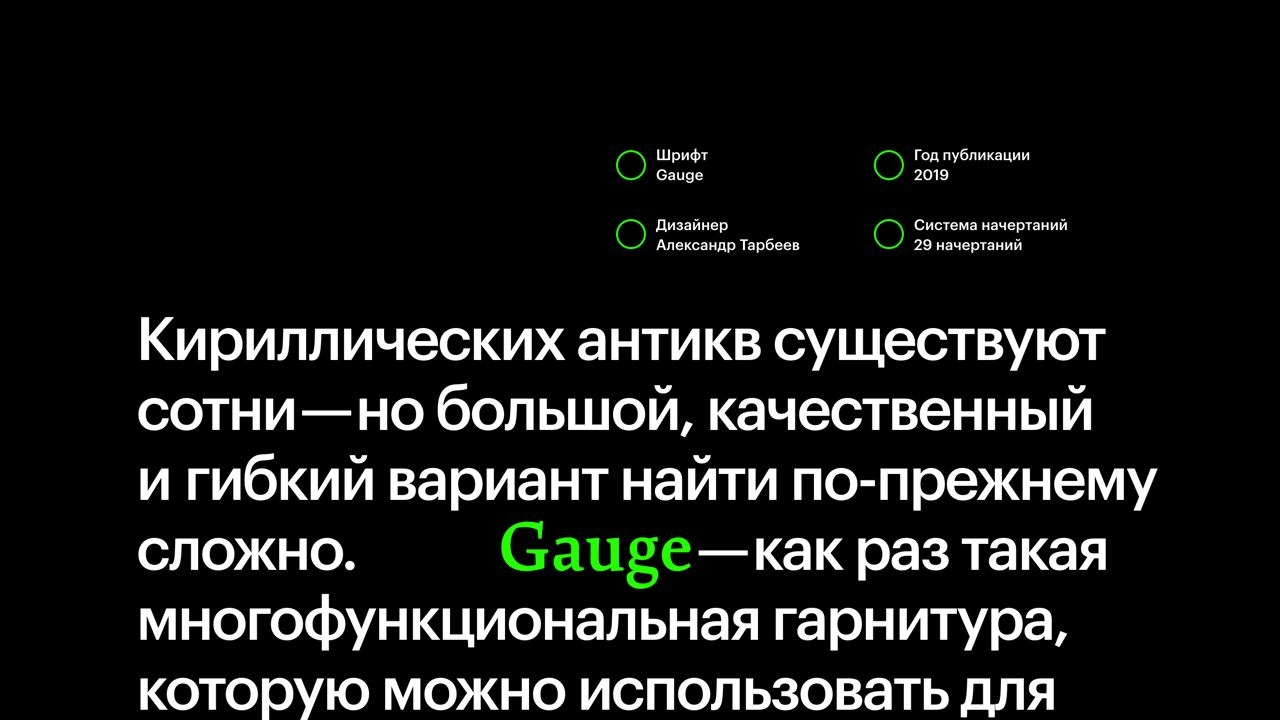 Шрифт
Gauge
Год публикации
2019
Дизайнер
Александр Тарбеев
Система начертаний
29 начертаний
Кириллических антикв существуют
сотни — но большой, качественный
и гибкий вариант найти по-прежнему
сложно. Gauge — как раз такая
многофункциональная гарнитура,
которую можно использовать для